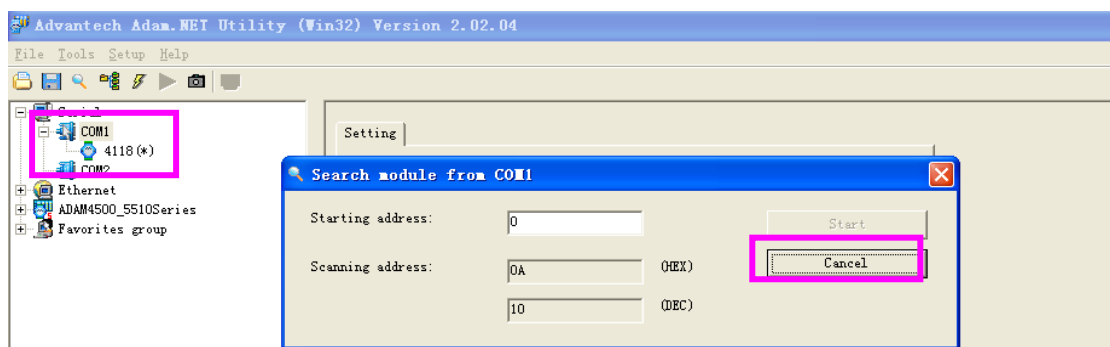 Advantech Adam.NET Utility (Win32) Version 2.02.04
File Tools Setup Help
Serial
COM1
4118(*)
COM2
Ethernet
ADAM4500_5510Series
Favorites group
Setting
Search module from COM1
Starting address:
0
Start
Scanning address:
0A
(HEX)
Cancel
10
(DEC)